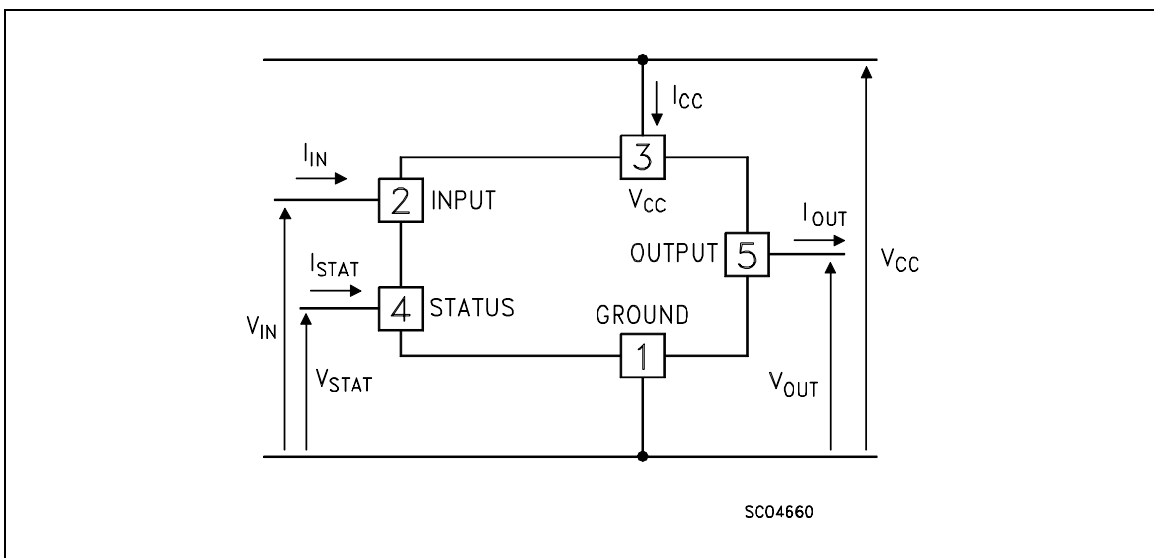 I_CC
3
V_CC
I_IN
2 INPUT
I_OUT
OUTPUT 5
V_CC
I_STAT
4 STATUS
GROUND
1
V_IN
V_STAT
V_OUT
SC04660